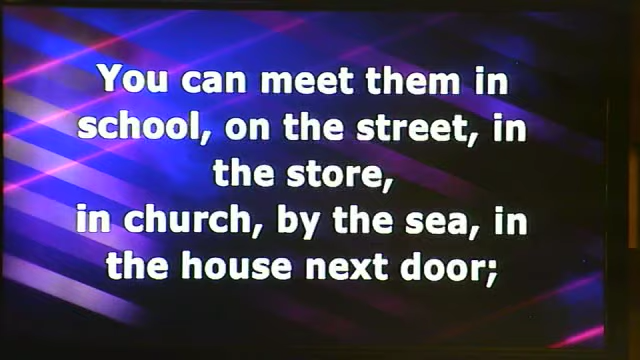 You can meet them in
school, on the street, in
the store,
in church, by the sea, in
the house next door;